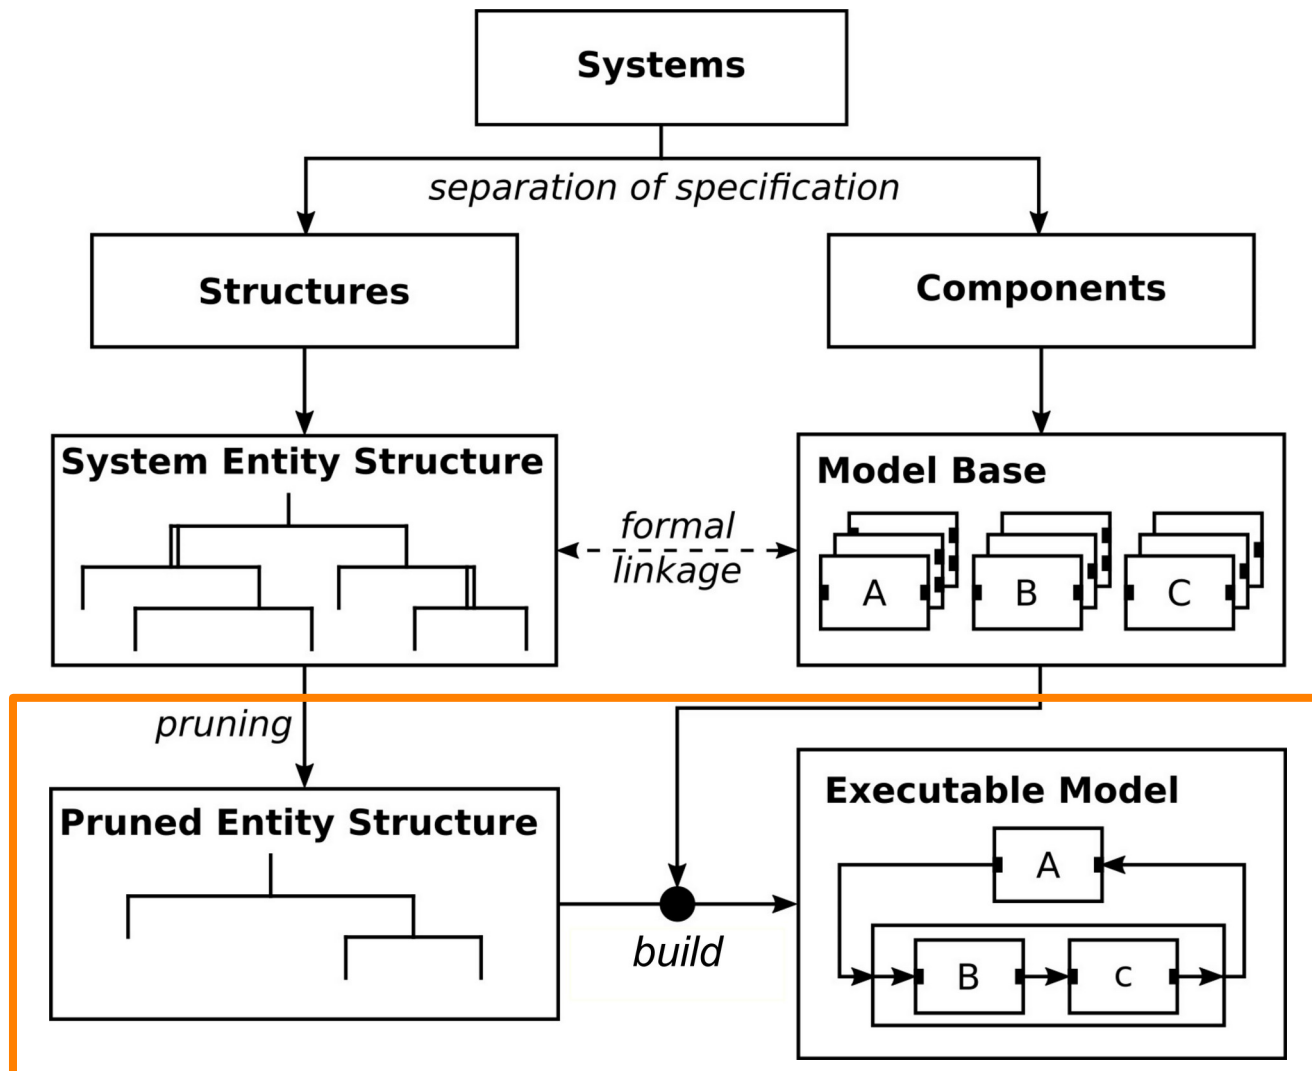 Systems
separation of specification
Structures
Components
System Entity Structure
Model Base
formal
linkage
A
B
C
pruning
Pruned Entity Structure
build
Executable Model
A
B
c